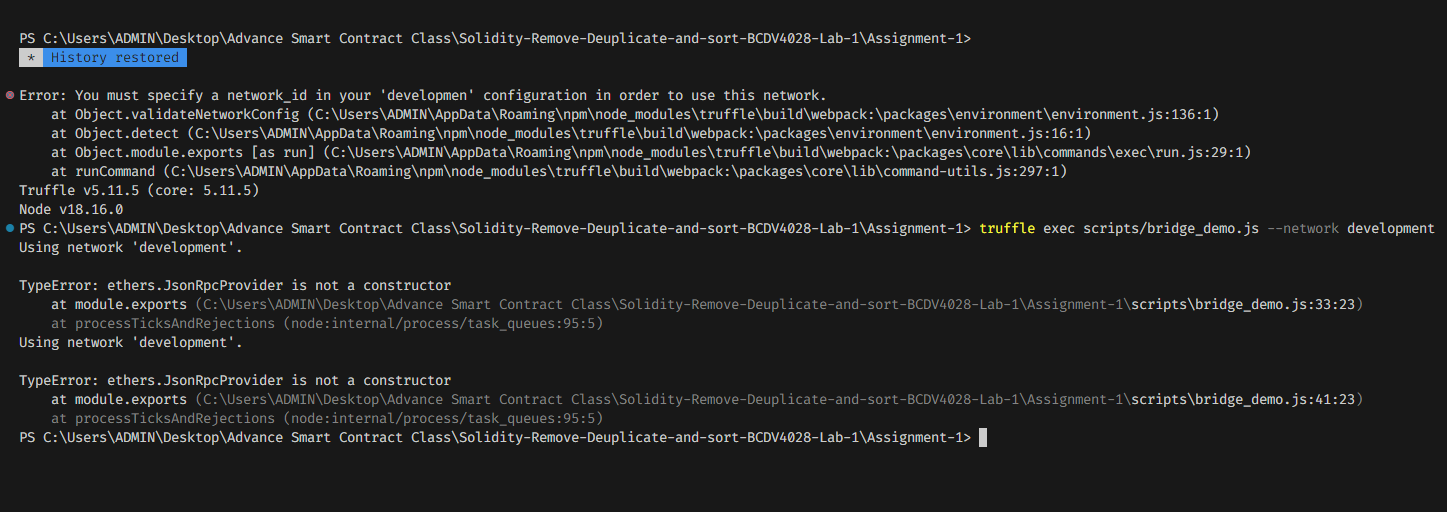 PS C:\Users\ADMIN\Desktop\Advance Smart Contract Class\Solidity-Remove-Deuplicate-and-sort-BCDV4028-Lab-1\Assignment-1>
* History restored
Error: You must specify a network_id in your 'developmen' configuration in order to use this network.
at Object.validateNetworkConfig (C:\Users\ADMIN\AppData\Roaming\npm\node_modules\truffle\build\webpack:\packages\environment\environment.js:136:1)
at Object.detect (C:\Users\ADMIN\AppData\Roaming\npm\node_modules\truffle\build\webpack:\packages\environment\environment.js:16:1)
at Object.module.exports [as run] (C:\Users\ADMIN\AppData\Roaming\npm\node_modules\truffle\build\webpack:\packages\core\lib\commands\exec\run.js:29:1)
at runCommand (C:\Users\ADMIN\AppData\Roaming\npm\node_modules\truffle\build\webpack:\packages\core\lib\command-utils.js:297:1)
Truffle v5.11.5 (core: 5.11.5)
Node v18.16.0
PS C:\Users\ADMIN\Desktop\Advance Smart Contract Class\Solidity-Remove-Deuplicate-and-sort-BCDV4028-Lab-1\Assignment-1> truffle exec scripts/bridge_demo.js --network development
Using network 'development'.
TypeError: ethers.JsonRpcProvider is not a constructor
at module.exports (C:\Users\ADMIN\Desktop\Advance Smart Contract Class\Solidity-Remove-Deuplicate-and-sort-BCDV4028-Lab-1\Assignment-1\scripts\bridge_demo.js:33:23)
at processTicksAndRejections (node:internal/process/task_queues:95:5)
Using network 'development'.
TypeError: ethers.JsonRpcProvider is not a constructor
at module.exports (C:\Users\ADMIN\Desktop\Advance Smart Contract Class\Solidity-Remove-Deuplicate-and-sort-BCDV4028-Lab-1\Assignment-1\scripts\bridge_demo.js:41:23)
at processTicksAndRejections (node:internal/process/task_queues:95:5)
PS C:\Users\ADMIN\Desktop\Advance Smart Contract Class\Solidity-Remove-Deuplicate-and-sort-BCDV4028-Lab-1\Assignment-1>